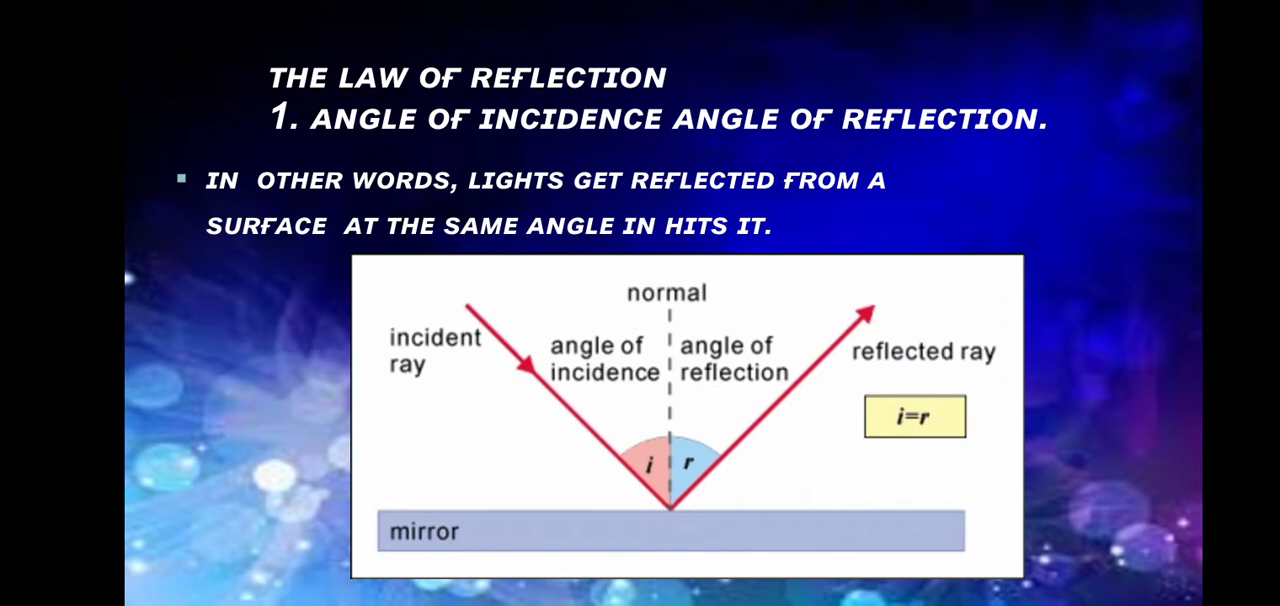 THE LAW OF REFLECTION
1. ANGLE OF INCIDENCE ANGLE OF REFLECTION.
▪ IN OTHER WORDS, LIGHTS GET REFLECTED FROM A
SURFACE AT THE SAME ANGLE IN HITS IT.
normal
incident
ray
angle of
incidence
angle of
reflection
reflected ray
i=r
i
r
mirror